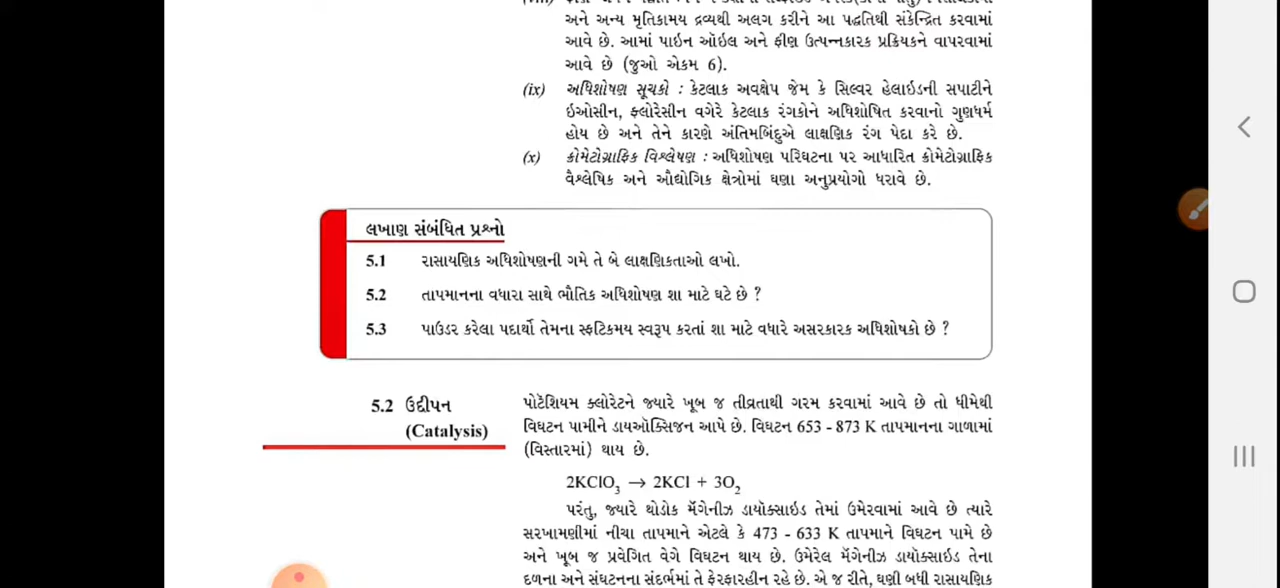 અને અન્ય મૃતિકામય દ્રવ્યથી અલગ કરીને આ પદ્ધતિથી સંકેન્દ્રિત કરવામાં
આવે છે. આમાં પાઇન ઑઇલ અને ફીણ ઉત્પન્નકારક પ્રક્રિયકને વાપરવામાં
આવે છે (જુઓ એકમ 6).
(ix) અધિશોષણ સૂચકો : કેટલાક અવક્ષેપ જેમ કે સિલ્વર હેલાઇડની સપાટીને
ઇઓસીન, ફ્લોરેસીન વગેરે કેટલાક રંગકોને અધિશોષિત કરવાનો ગુણધર્મ
હોય છે અને તેને કારણે અંતિમબિંદુએ લાક્ષણિક રંગ પેદા કરે છે.
(x) ક્રોમેટોગ્રાફિક વિશ્લેષણ : અધિશોષણ પરિઘટના પર આધારિત ક્રોમેટોગ્રાફિક
વૈશ્લેષિક અને ઔદ્યોગિક ક્ષેત્રોમાં ઘણા અનુપ્રયોગો ધરાવે છે.
લખાણ સંબંધિત પ્રશ્નો
5.1 રાસાયણિક અધિશોષણની ગમે તે બે લાક્ષણિકતાઓ લખો.
5.2 તાપમાનના વધારા સાથે ભૌતિક અધિશોષણ શા માટે ઘટે છે ?
5.3 પાઉડર કરેલા પદાર્થો તેમના સ્ફટિકમય સ્વરૂપ કરતાં શા માટે વધારે અસરકારક અધિશોષકો છે ?
5.2 ઉદ્દીપન
(Catalysis)
પોટૅશિયમ ક્લોરેટને જ્યારે ખૂબ જ તીવ્રતાથી ગરમ કરવામાં આવે છે તો ધીમેથી
વિઘટન પામીને ડાયઑક્સિજન આપે છે. વિઘટન 653 - 873 K તાપમાનના ગાળામાં
(વિસ્તારમાં) થાય છે.
2KClO₃ → 2KCl + 3O₂
પરંતુ, જ્યારે થોડોક મૅંગેનીઝ ડાયૉક્સાઇડ તેમાં ઉમેરવામાં આવે છે ત્યારે
સરખામણીમાં નીચા તાપમાને એટલે કે 473 - 633 K તાપમાને વિઘટન પામે છે
અને ખૂબ જ પ્રવેગિત વેગે વિઘટન થાય છે. ઉમેરેલ મૅંગેનીઝ ડાયૉક્સાઇડ તેના
દળના અને સંઘટનના સંદર્ભમાં તે ફેરફારહીન રહે છે. એ જ રીતે, ઘણી બધી રાસાયણિક